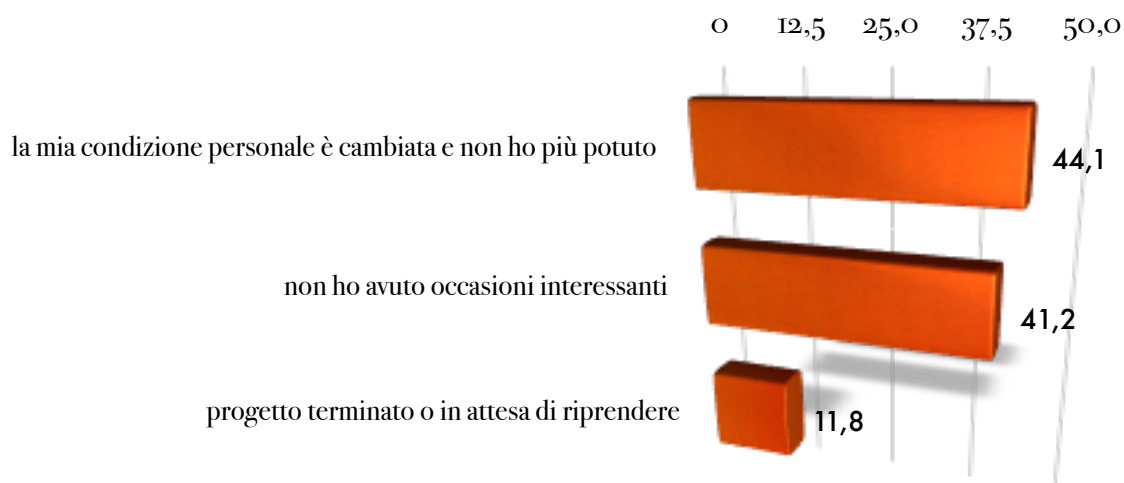 0 12,5 25,0 37,5 50,0
la mia condizione personale è cambiata e non ho più potuto
44,1
non ho avuto occasioni interessanti
41,2
progetto terminato o in attesa di riprendere
11,8